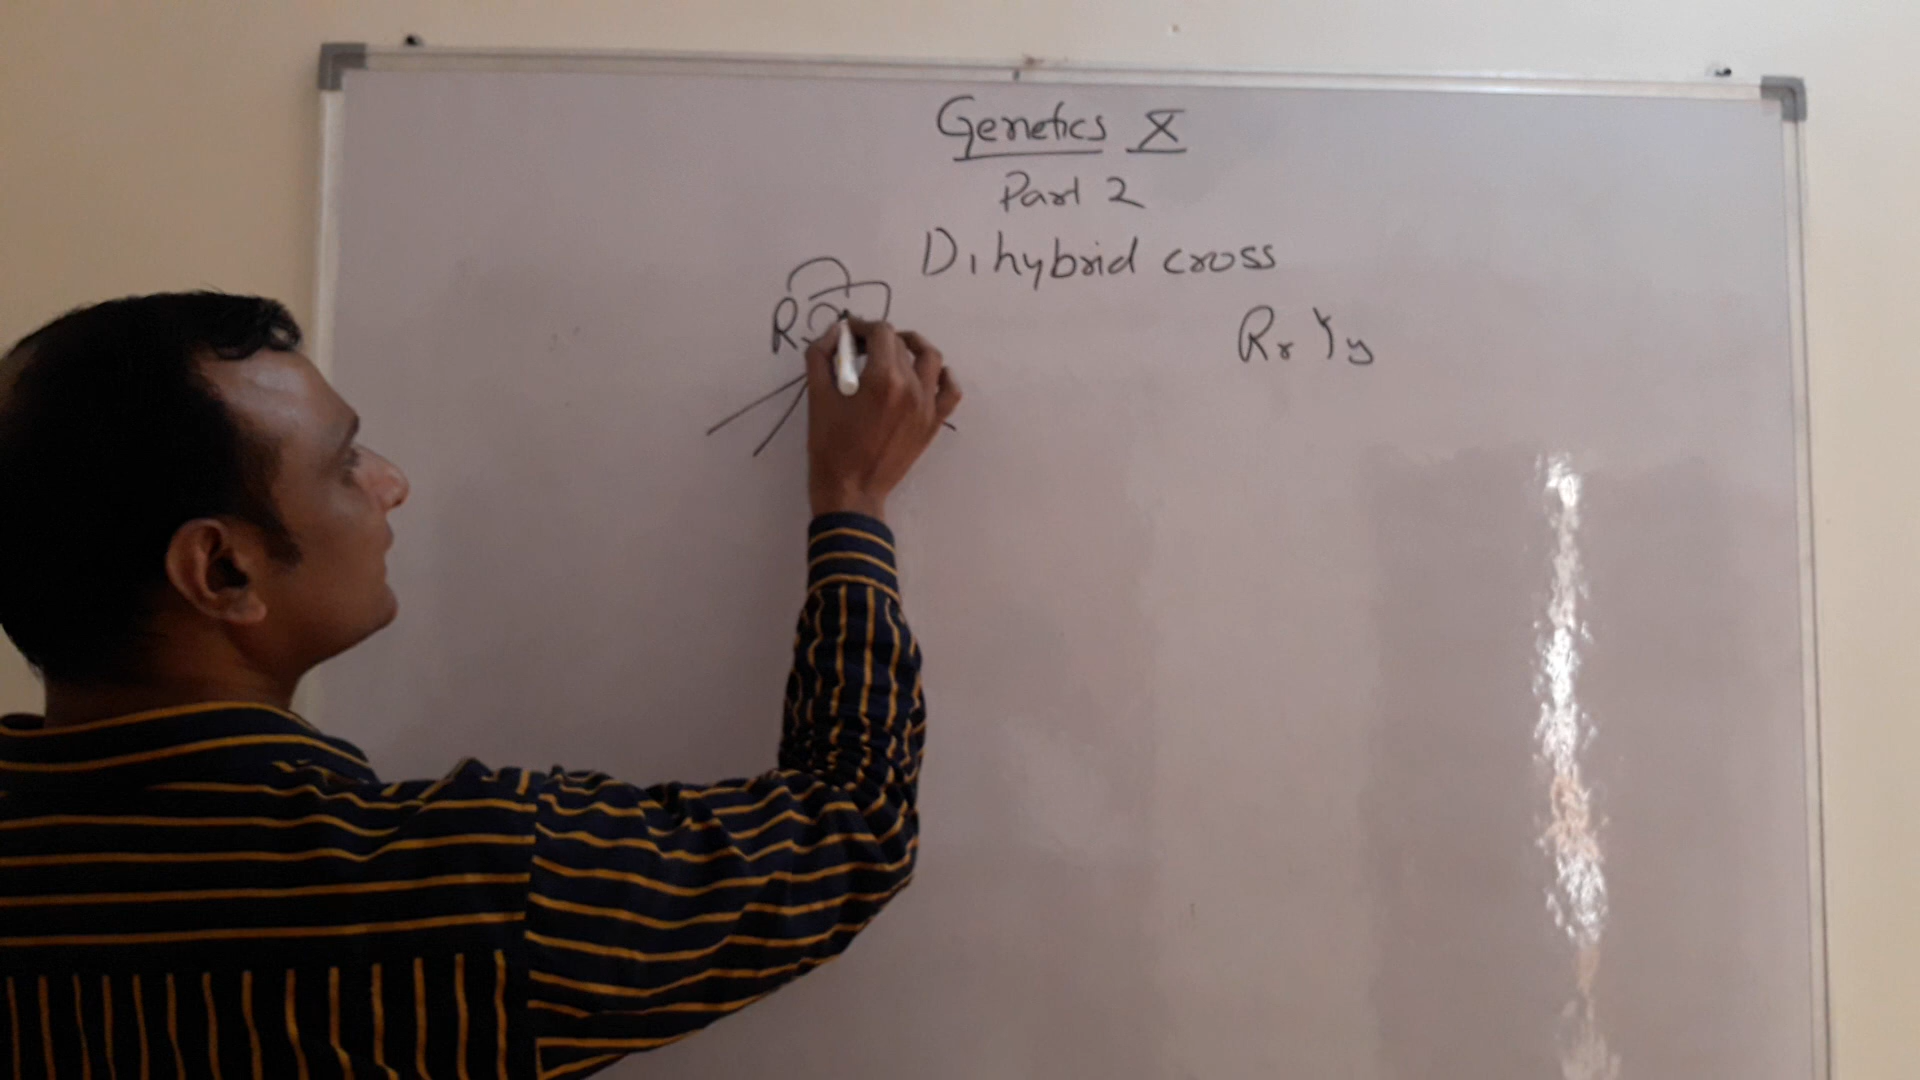 Genetics X
Part 2
Dihybrid cross
R
Rr Yy